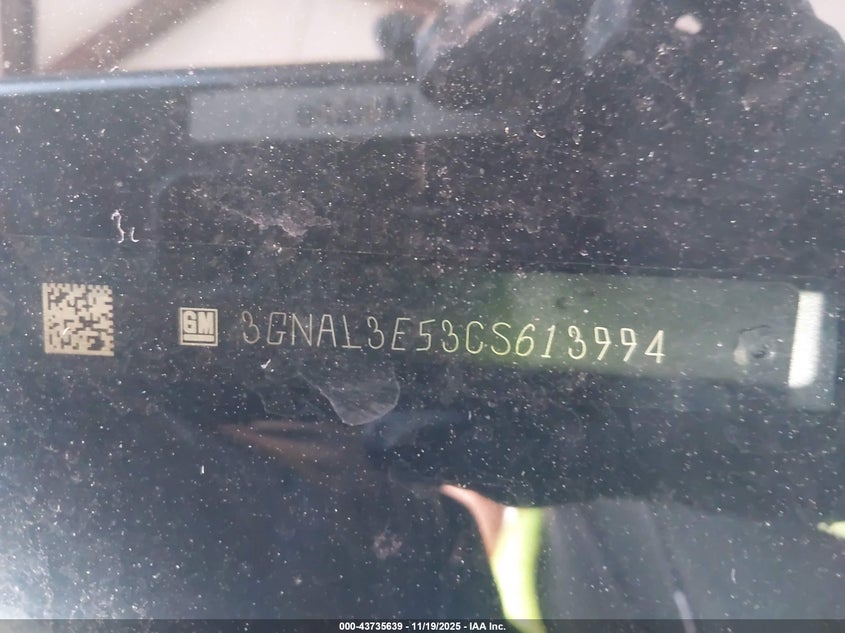 GM 3GNAL3E53CS613994
000-43735639 - 11/19/2025 - IAA Inc.